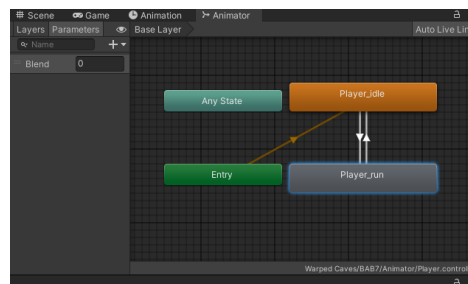 Scene Game Animation Animator
Layers Parameters Base Layer Auto Live Lin
Name
Blend 0
Any State Player_idle
Entry Player_run
Warped Caves/BAB7/Animator/Player.control